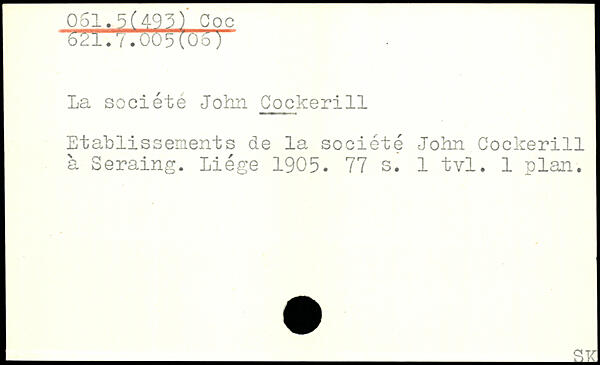 061.5(493) Coc
621.7.005(06)
La société John Cockerill
Etablissements de la société John Cockerill
à Seraing. Liége 1905. 77 s. 1 tvl. 1 plan.
SK